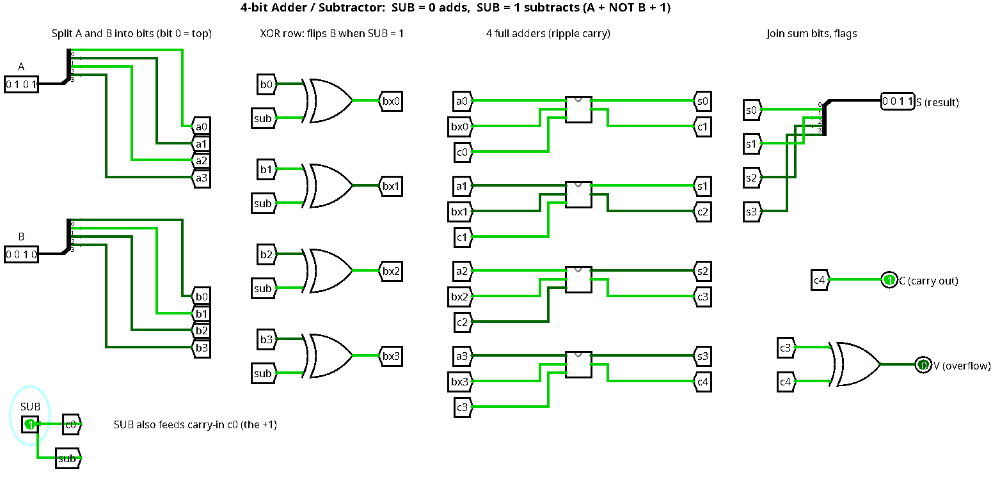 4-bit Adder / Subtractor:  SUB = 0 adds,  SUB = 1 subtracts (A + NOT B + 1)
Split A and B into bits (bit 0 = top)
XOR row: flips B when SUB = 1
4 full adders (ripple carry)
Join sum bits, flags
A
0 1 0 1
0
1
2
3
a0
a1
a2
a3
B
0 0 1 0
0
1
2
3
b0
b1
b2
b3
SUB
1
c0
sub
SUB also feeds carry-in c0 (the +1)
b0
sub
bx0
b1
sub
bx1
b2
sub
bx2
b3
sub
bx3
a0
bx0
c0
s0
c1
a1
bx1
c1
s1
c2
a2
bx2
c2
s2
c3
a3
bx3
c3
s3
c4
s0
s1
s2
s3
0
1
2
3
0 0 1 1 S (result)
c4
1 C (carry out)
c3
c4
0 V (overflow)